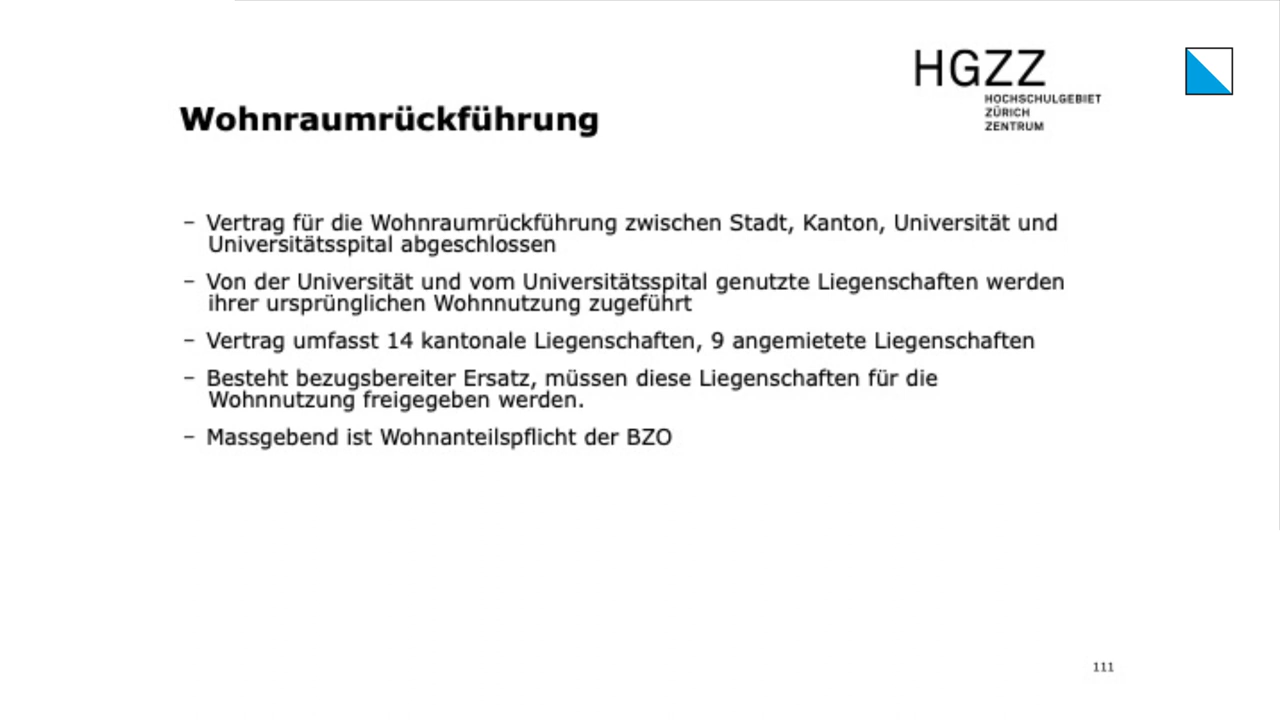 HGZZ
HOCHSCHULGEBIET
ZÜRICH
ZENTRUM
Wohnraumrückführung
– Vertrag für die Wohnraumrückführung zwischen Stadt, Kanton, Universität und
Universitätsspital abgeschlossen
– Von der Universität und vom Universitätsspital genutzte Liegenschaften werden
ihrer ursprünglichen Wohnnutzung zugeführt
– Vertrag umfasst 14 kantonale Liegenschaften, 9 angemietete Liegenschaften
– Besteht bezugsbereiter Ersatz, müssen diese Liegenschaften für die
Wohnnutzung freigegeben werden.
– Massgebend ist Wohnanteilspflicht der BZO
111